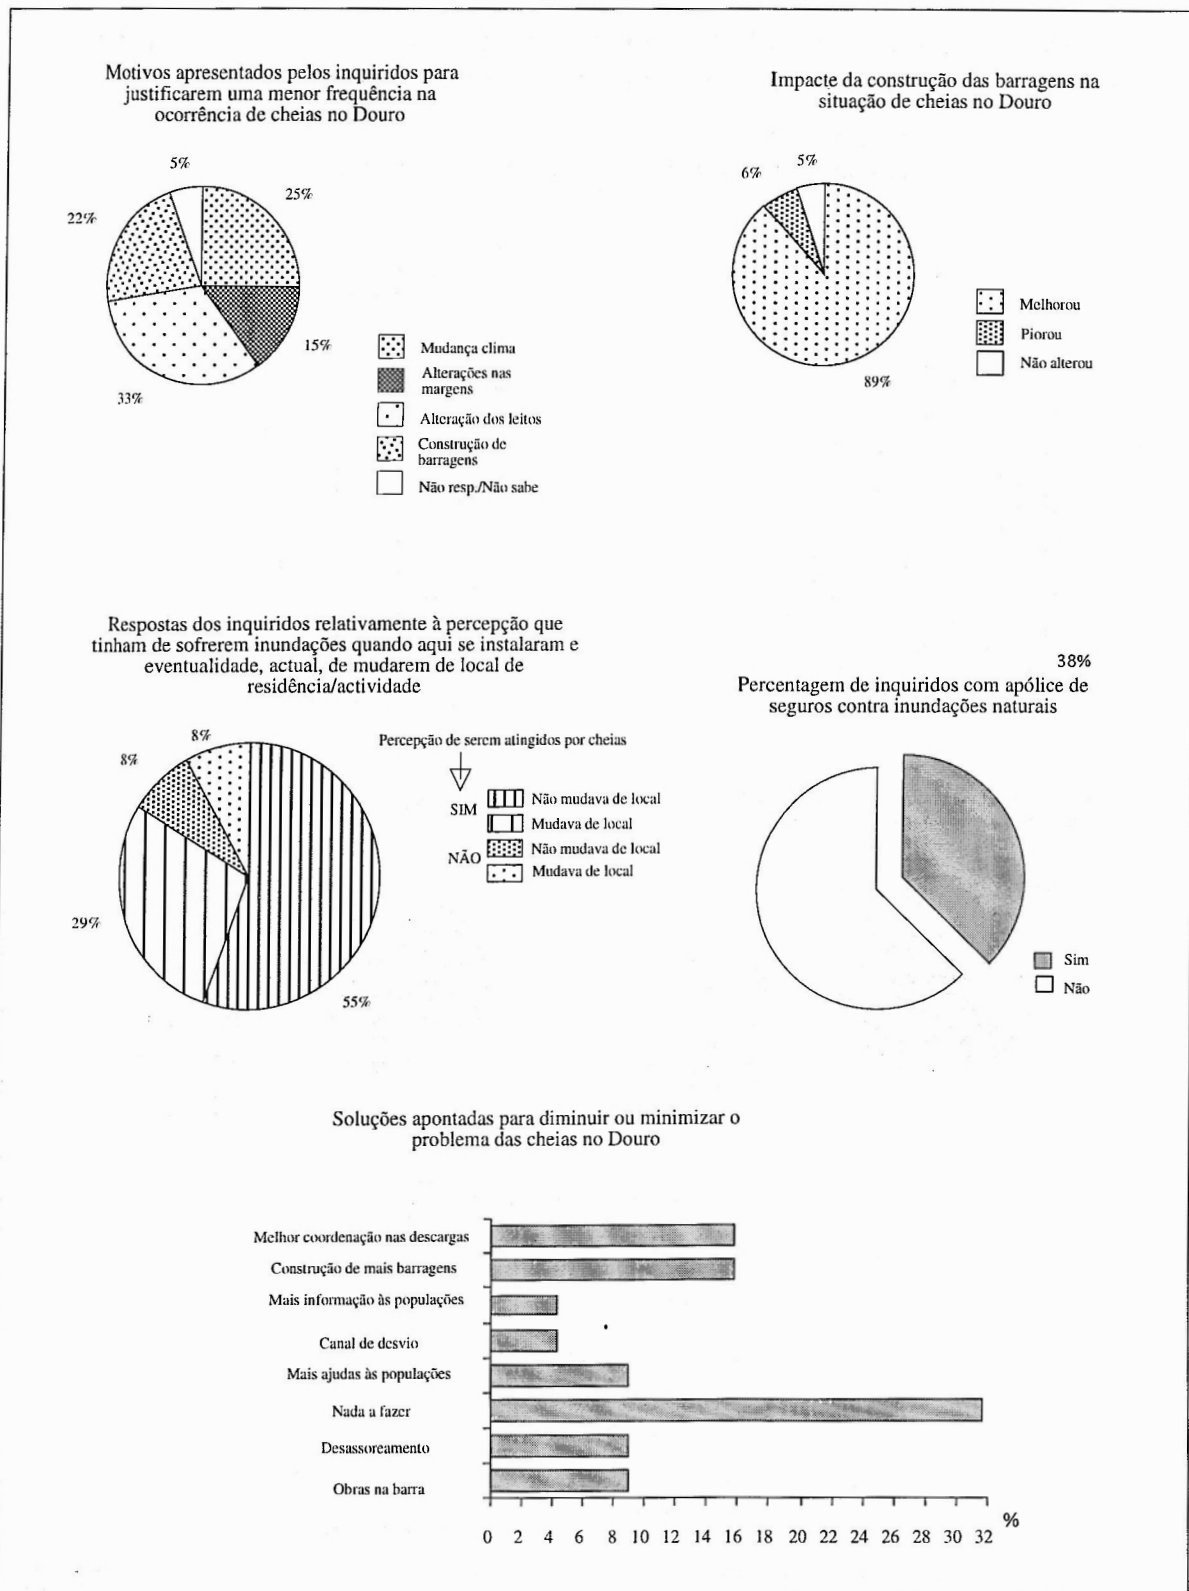 Motivos apresentados pelos inquiridos para
justificarem uma menor frequência na
ocorrência de cheias no Douro
5%
25%
22%
15%
33%
Mudança clima
Alterações nas
margens
Alteração dos leitos
Construção de
barragens
Não resp./Não sabe
Impacte da construção das barragens na
situação de cheias no Douro
5%
6%
89%
Melhorou
Piorou
Não alterou
Respostas dos inquiridos relativamente à percepção que
tinham de sofrerem inundações quando aqui se instalaram e
eventualidade, actual, de mudarem de local de
residência/actividade
8%
8%
29%
55%
Percepção de serem atingidos por cheias
SIM
Não mudava de local
Mudava de local
NÃO
Não mudava de local
Mudava de local
38%
Percentagem de inquiridos com apólice de
seguros contra inundações naturais
Sim
Não
Soluções apontadas para diminuir ou minimizar o
problema das cheias no Douro
Melhor coordenação nas descargas
Construção de mais barragens
Mais informação às populações
Canal de desvio
Mais ajudas às populações
Nada a fazer
Desassoreamento
Obras na barra
0 2 4 6 8 10 12 14 16 18 20 22 24 26 28 30 32 %